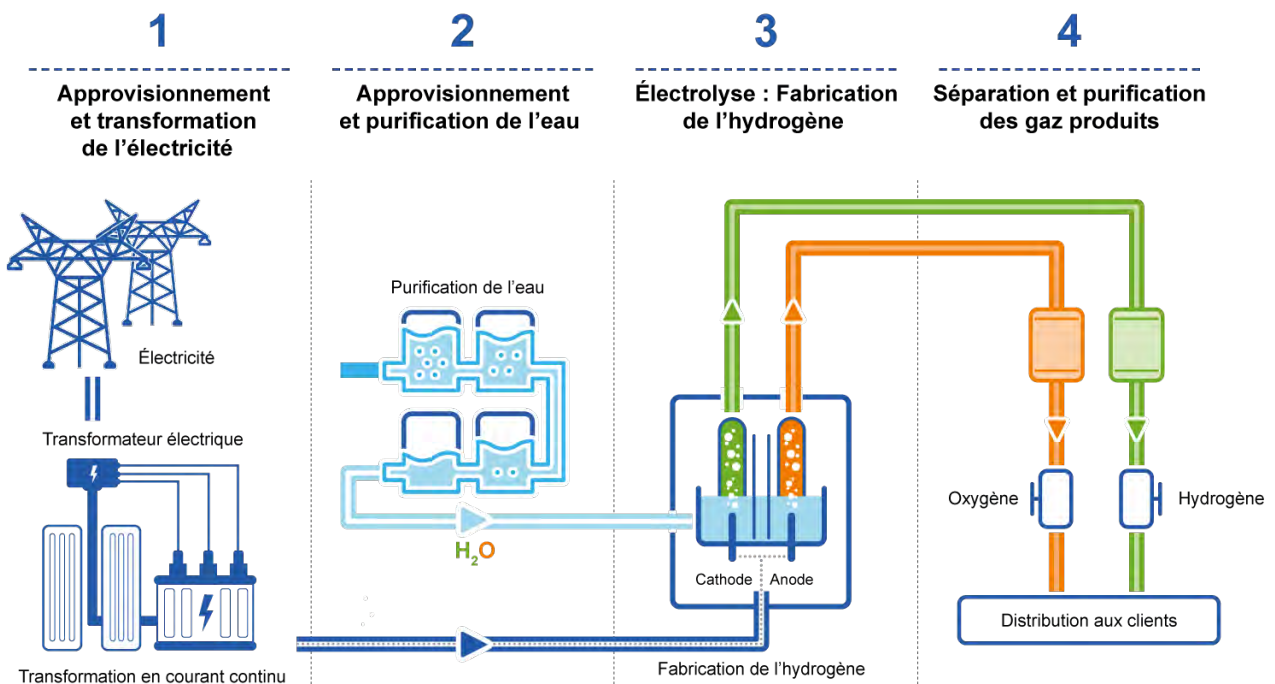 1
Approvisionnement
et transformation
de l'électricité
Électricité
Transformateur électrique
Transformation en courant continu
2
Approvisionnement
et purification de l'eau
Purification de l'eau
H₂O
3
Électrolyse : Fabrication
de l'hydrogène
Cathode
Anode
Fabrication de l'hydrogène
4
Séparation et purification
des gaz produits
Oxygène
Hydrogène
Distribution aux clients